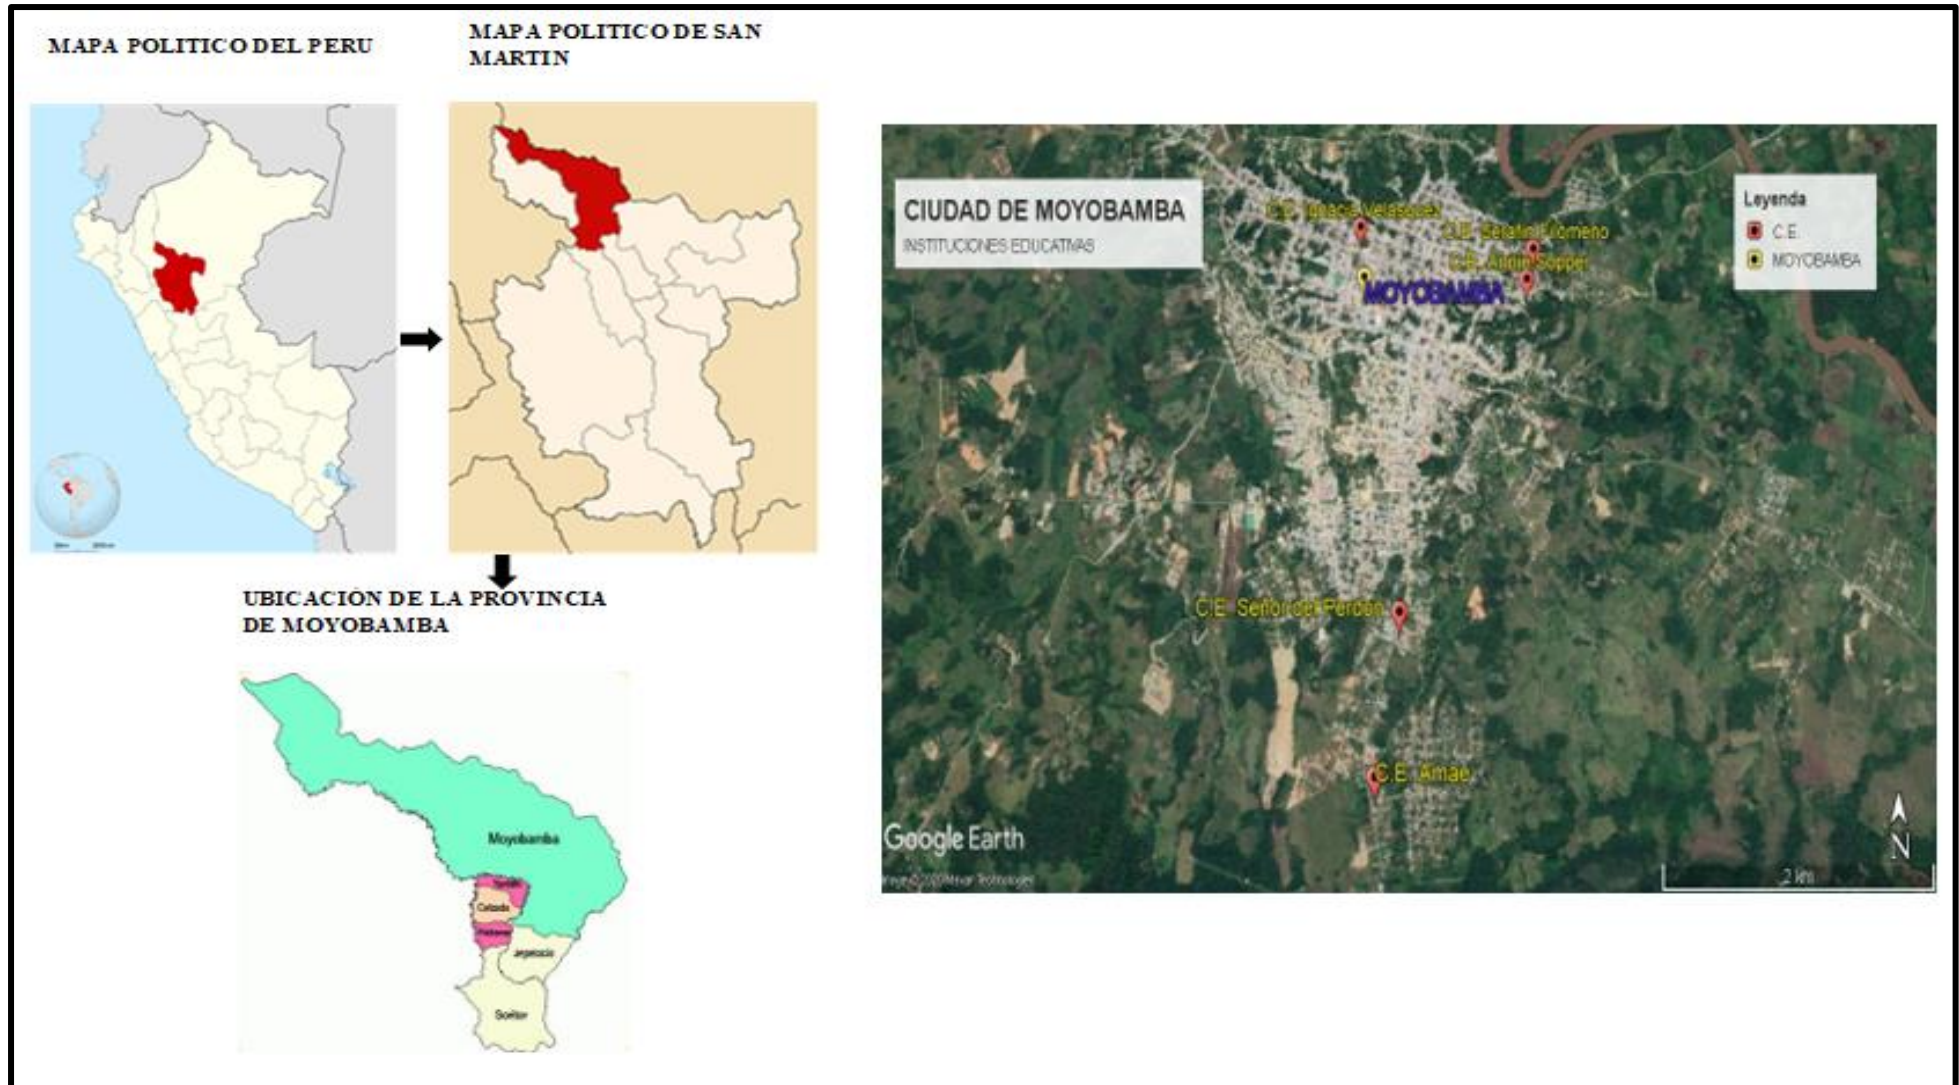 MAPA POLITICO DEL PERU
MAPA POLITICO DE SAN
MARTIN
UBICACIÓN DE LA PROVINCIA
DE MOYOBAMBA
Moyobamba
Calzada
Jepelacio
Soritor
CIUDAD DE MOYOBAMBA
INSTITUCIONES EDUCATIVAS
C.E. Ignacia Velasquez
C.E. Serafin Filomeno
C.E. Annie Sopper
MOYOBAMBA
C.E. Señor del Perdon
C.E. Amae
Leyenda
C.E.
MOYOBAMBA
Google Earth
N
2 km